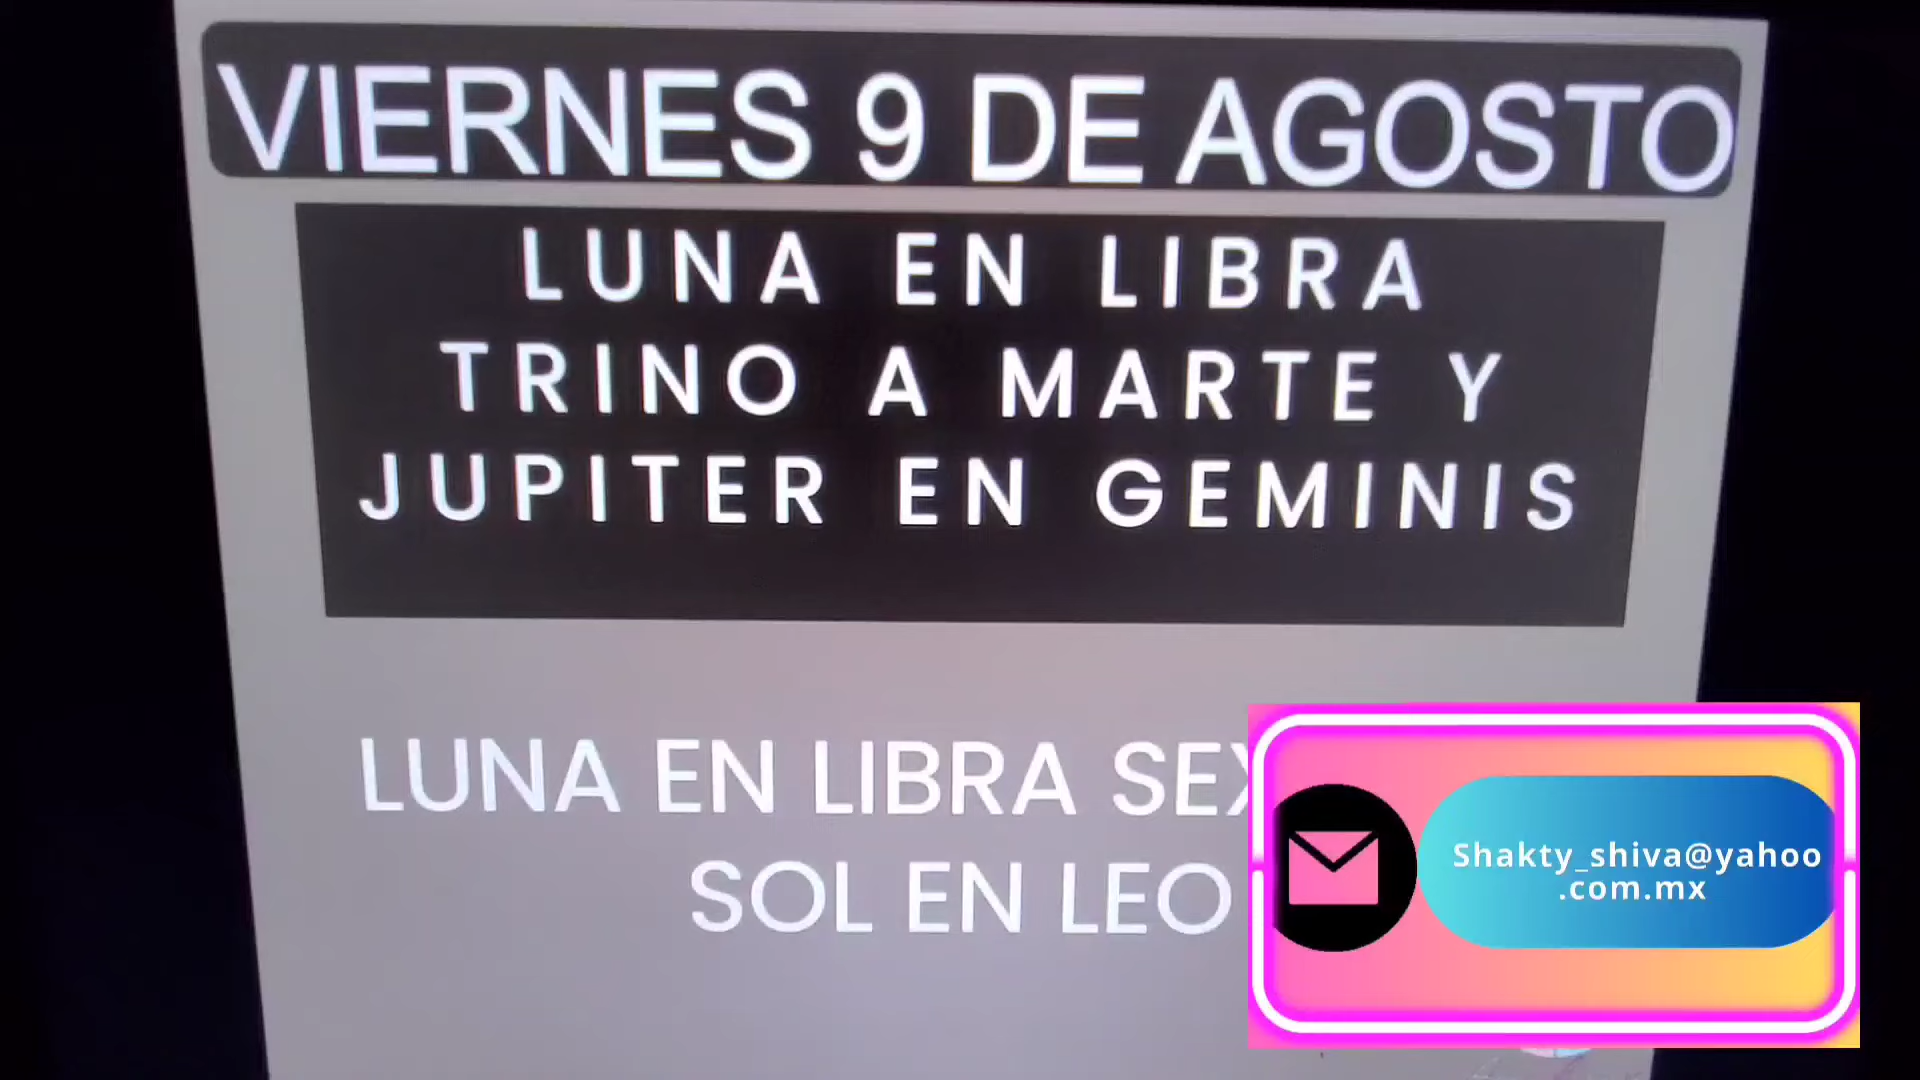 VIERNES 9 DE AGOSTO
LUNA EN LIBRA
TRINO A MARTE Y
JUPITER EN GEMINIS
LUNA EN LIBRA
SOL EN LEO
Shakty_shiva@yahoo
.com.mx